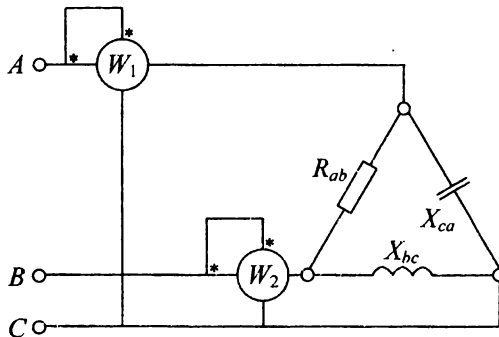 *
A * W₁
R_ab
X_ca
*
X_bc
B * W₂
C